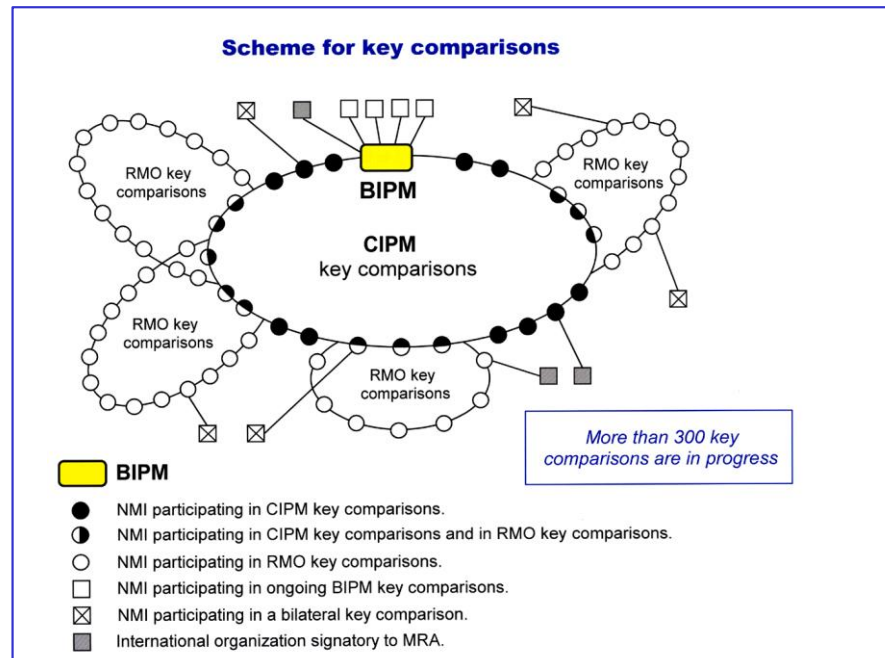 Scheme for key comparisons
RMO key
comparisons
RMO key
comparisons
BIPM
CIPM
key comparisons
RMO key
comparisons
RMO key
comparisons
More than 300 key
comparisons are in progress
BIPM
NMI participating in CIPM key comparisons.
NMI participating in CIPM key comparisons and in RMO key comparisons.
NMI participating in RMO key comparisons.
NMI participating in ongoing BIPM key comparisons.
NMI participating in a bilateral key comparison.
International organization signatory to MRA.